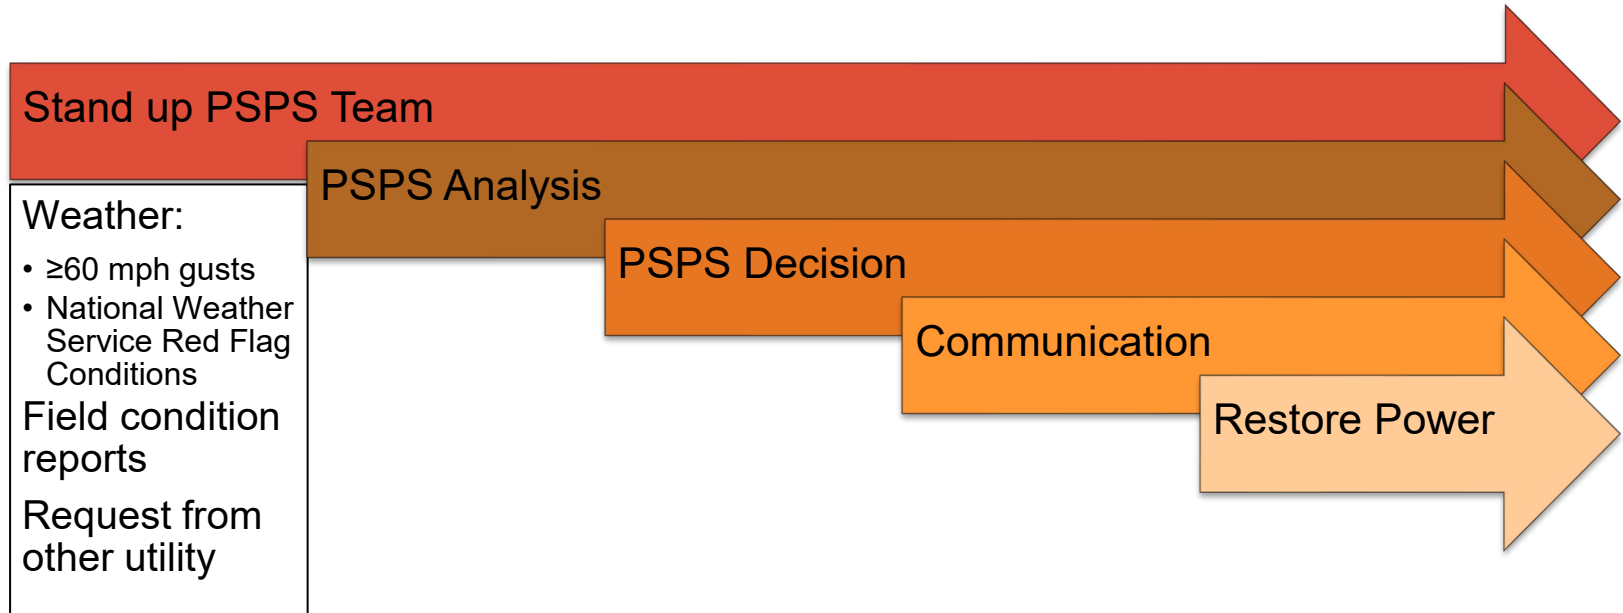 Stand up PSPS Team
PSPS Analysis
PSPS Decision
Communication
Restore Power
Weather:
• ≥60 mph gusts
• National Weather
Service Red Flag
Conditions
Field condition
reports
Request from
other utility